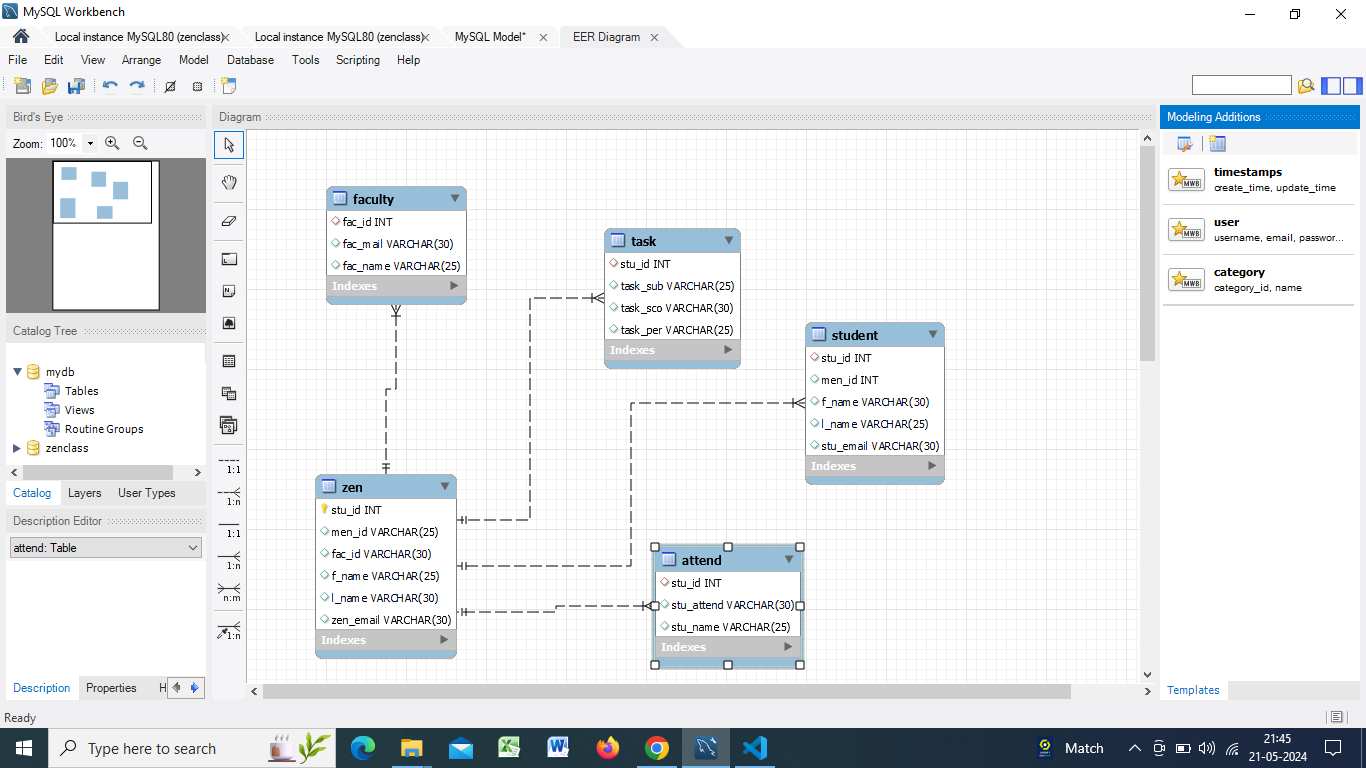 MySQL Workbench
Local instance MySQL80 (zenclass)
Local instance MySQL80 (zenclass)
MySQL Model*
EER Diagram
File Edit View Arrange Model Database Tools Scripting Help
Bird's Eye
Zoom: 100%
Catalog Tree
mydb
Tables
Views
Routine Groups
zenclass
Catalog Layers User Types
Description Editor
attend: Table
Description Properties H
Ready
Diagram
1:1
1:n
1:1
1:n
n:m
1:n
faculty
fac_id INT
fac_mail VARCHAR(30)
fac_name VARCHAR(25)
Indexes
task
stu_id INT
task_sub VARCHAR(25)
task_sco VARCHAR(30)
task_per VARCHAR(25)
Indexes
student
stu_id INT
men_id INT
f_name VARCHAR(30)
l_name VARCHAR(25)
stu_email VARCHAR(30)
Indexes
zen
stu_id INT
men_id VARCHAR(25)
fac_id VARCHAR(30)
f_name VARCHAR(25)
l_name VARCHAR(30)
zen_email VARCHAR(30)
Indexes
attend
stu_id INT
stu_attend VARCHAR(30)
stu_name VARCHAR(25)
Indexes
Modeling Additions
MWB
timestamps
create_time, update_time
MWB
user
username, email, passwor...
MWB
category
category_id, name
Templates
Type here to search
Match
21:45
21-05-2024